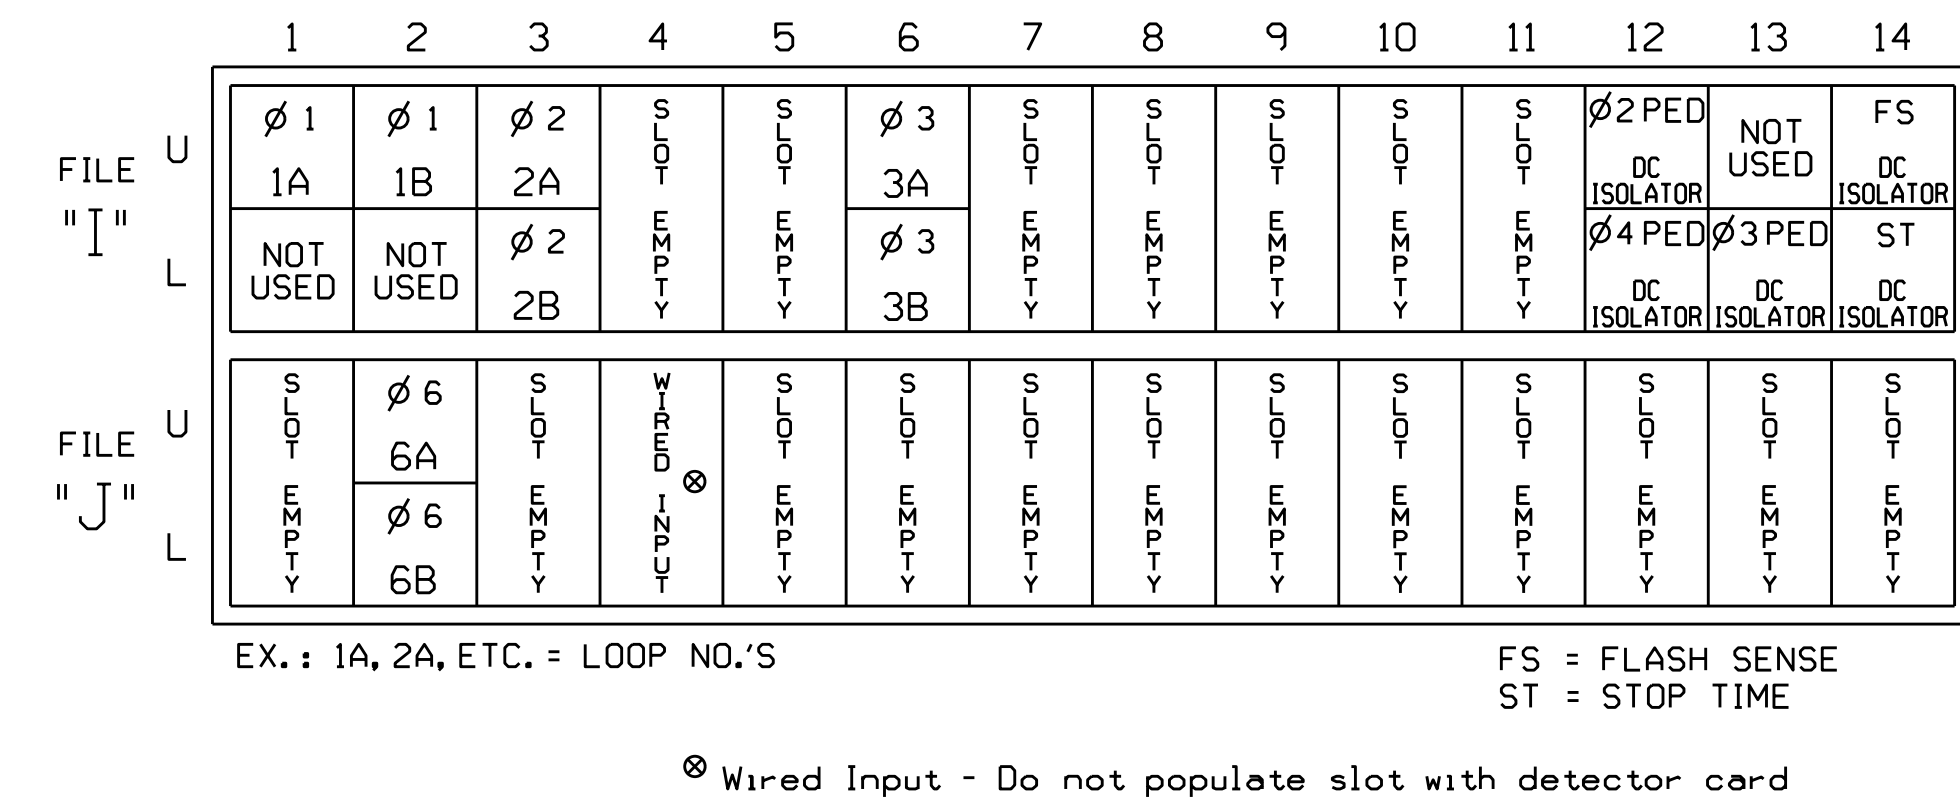 1 2 3 4 5 6 7 8 9 10 11 12 13 14
FILE "I"
U
Ø 1 1A
Ø 1 1B
Ø 2 2A
SLOT EMPTY
SLOT EMPTY
Ø 3 3A
SLOT EMPTY
SLOT EMPTY
SLOT EMPTY
SLOT EMPTY
SLOT EMPTY
Ø 2 PED DC ISOLATOR
NOT USED
FS DC ISOLATOR
L
NOT USED
NOT USED
Ø 2 2B
Ø 3 3B
Ø 4 PED DC ISOLATOR
Ø 3 PED DC ISOLATOR
ST DC ISOLATOR
FILE "J"
U
SLOT EMPTY
Ø 6 6A
SLOT EMPTY
WIRED INPUT ⊗
SLOT EMPTY
SLOT EMPTY
SLOT EMPTY
SLOT EMPTY
SLOT EMPTY
SLOT EMPTY
SLOT EMPTY
SLOT EMPTY
SLOT EMPTY
SLOT EMPTY
L
Ø 6 6B
EX.: 1A, 2A, ETC. = LOOP NO.'S
FS = FLASH SENSE
ST = STOP TIME
⊗ Wired Input - Do not populate slot with detector card